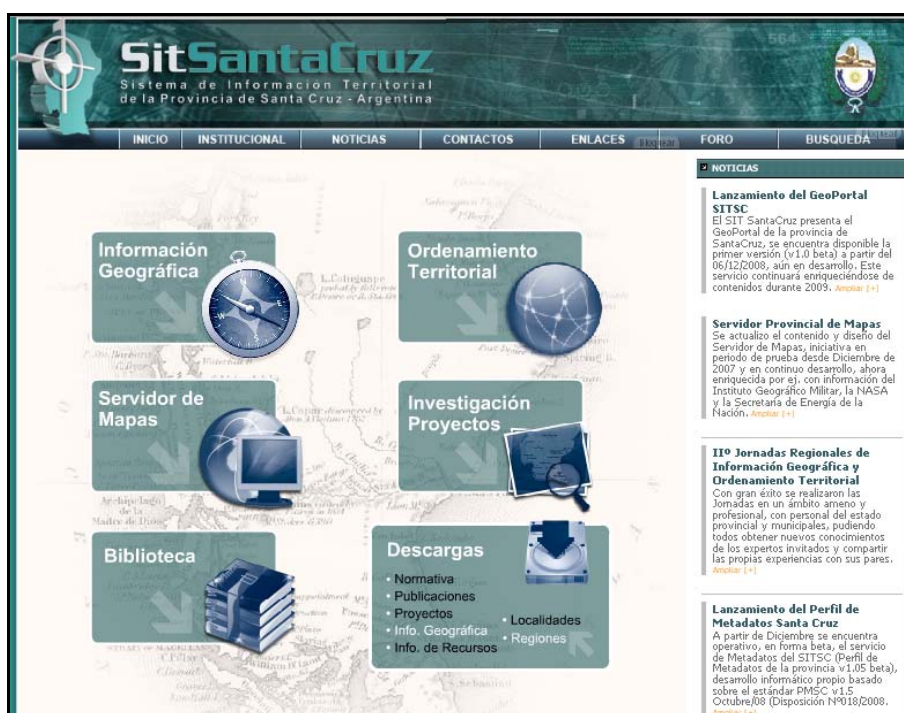 SitSantaCruz
Sistema de Información Territorial
de la Provincia de Santa Cruz - Argentina
INICIO INSTITUCIONAL NOTICIAS CONTACTOS ENLACES FORO BUSQUEDA
Información
Geográfica
Ordenamiento
Territorial
Servidor de
Mapas
Investigación
Proyectos
Biblioteca
Descargas
• Normativa
• Publicaciones
• Proyectos
• Info. Geográfica
• Info. de Recursos
• Localidades
• Regiones
NOTICIAS
Lanzamiento del GeoPortal
SITSC
El SIT SantaCruz presenta el
GeoPortal de la provincia de
SantaCruz, se encuentra disponible la
primer versión (v1.0 beta) a partir del
06/12/2008, aún en desarrollo. Este
servicio continuará enriqueciéndose de
contenidos durante 2009. Ampliar [+]
Servidor Provincial de Mapas
Se actualizo el contenido y diseño del
Servidor de Mapas, iniciativa en
periodo de prueba desde Diciembre de
2007 y en continuo desarrollo, ahora
enriquecida por ej. con información del
Instituto Geográfico Militar, la NASA
y la Secretaría de Energía de la
Nación. Ampliar [+]
IIº Jornadas Regionales de
Información Geográfica y
Ordenamiento Territorial
Con gran éxito se realizaron las
Jornadas en un ámbito ameno y
profesional, con personal del estado
provincial y municipales, pudiendo
todos obtener nuevos conocimientos
de los expertos invitados y compartir
las propias experiencias con sus pares.
Ampliar [+]
Lanzamiento del Perfil de
Metadatos Santa Cruz
A partir de Diciembre se encuentra
operativo, en forma beta, el servicio
de Metadatos del SITSC (Perfil de
Metadatos de la provincia v1.05 beta),
desarrollo informático propio basado
sobre el estándar PMSC v1.5
Octubre/08 (Disposición Nº018/2008.
Ampliar [+]